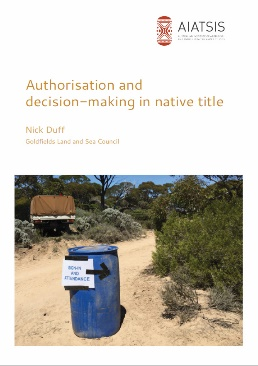 AIATSIS
Authorisation and
decision-making in native title
Nick Duff
Goldfields Land and Sea Council
SIGN IN
AND
ATTENDANCE